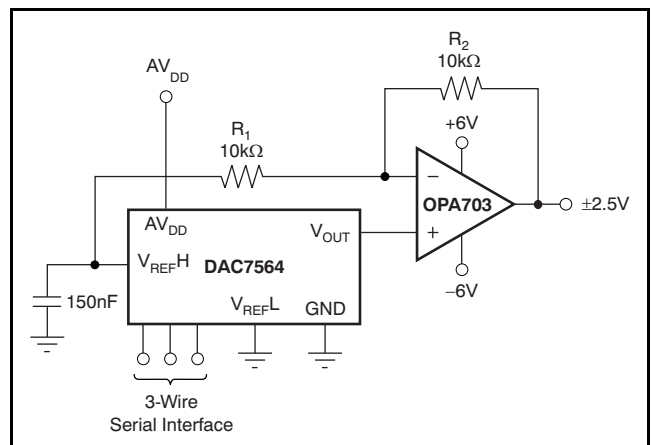 R2
10kΩ
AVDD
+6V
R1
10kΩ
−
OPA703
±2.5V
+
AVDD
VOUT
VREFH
DAC7564
−6V
150nF
VREFL
GND
3-Wire
Serial Interface